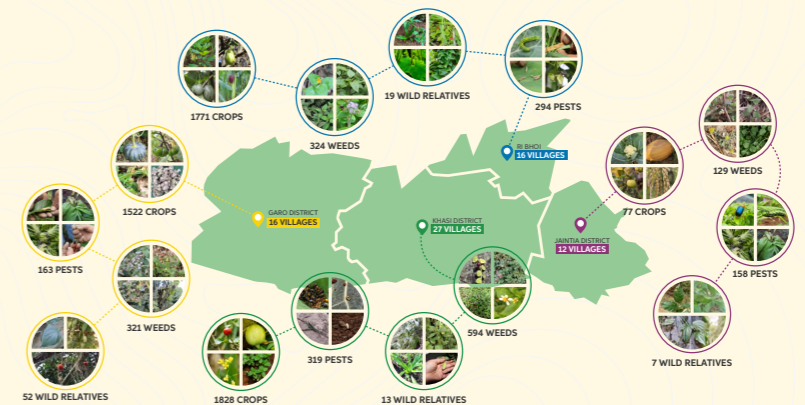 1771 CROPS
324 WEEDS
19 WILD RELATIVES
294 PESTS
RI BHOI
16 VILLAGES
129 WEEDS
77 CROPS
158 PESTS
7 WILD RELATIVES
JAINTIA DISTRICT
12 VILLAGES
1522 CROPS
163 PESTS
321 WEEDS
52 WILD RELATIVES
GARO DISTRICT
16 VILLAGES
KHASI DISTRICT
27 VILLAGES
594 WEEDS
319 PESTS
1828 CROPS
13 WILD RELATIVES